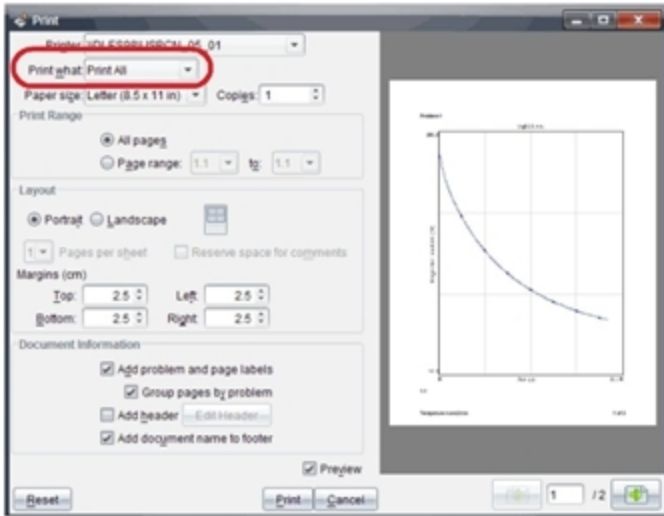 Print
Printer: 05_01
Print what: Print All
Paper size: Letter (8.5 x 11 in) Copies: 1
Print Range
All pages
Page range: 1.1 to: 1.1
Layout
Portrait Landscape
1 Pages per sheet Reserve space for comments
Margins (cm)
Top: 2.5 Left: 2.5
Bottom: 2.5 Right: 2.5
Document Information
Add problem and page labels
Group pages by problem
Add header Edit Header
Add document name to footer
Preview
Reset Print Cancel 1 /2